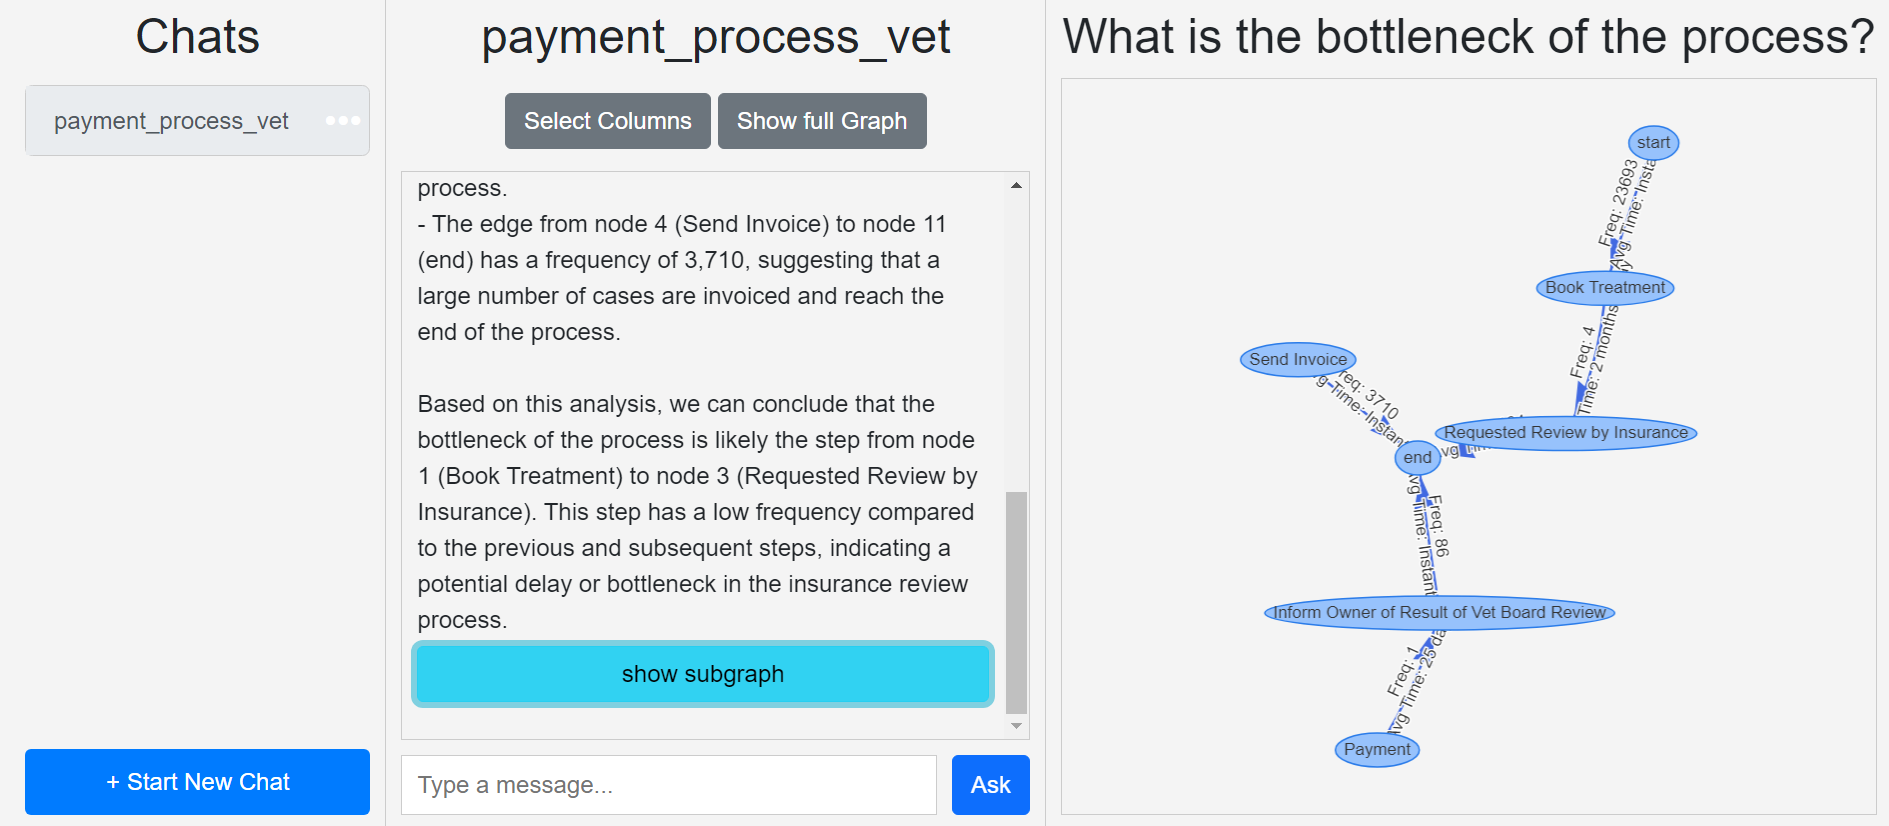 Chats
payment_process_vet
+ Start New Chat
payment_process_vet
Select Columns
Show full Graph
process.
- The edge from node 4 (Send Invoice) to node 11
(end) has a frequency of 3,710, suggesting that a
large number of cases are invoiced and reach the
end of the process.
Based on this analysis, we can conclude that the
bottleneck of the process is likely the step from node
1 (Book Treatment) to node 3 (Requested Review by
Insurance). This step has a low frequency compared
to the previous and subsequent steps, indicating a
potential delay or bottleneck in the insurance review
process.
show subgraph
Type a message...
Ask
What is the bottleneck of the process?
start
Freq: 23693
Avg Time: Insta
Book Treatment
Freq: 4
Time: 2 months
Send Invoice
req: 3710
g Time: Instan
Requested Review by Insurance
vg
end
Freq: 86
Avg Time: Instant
Inform Owner of Result of Vet Board Review
Freq: 1
Avg Time: 25 da
Payment